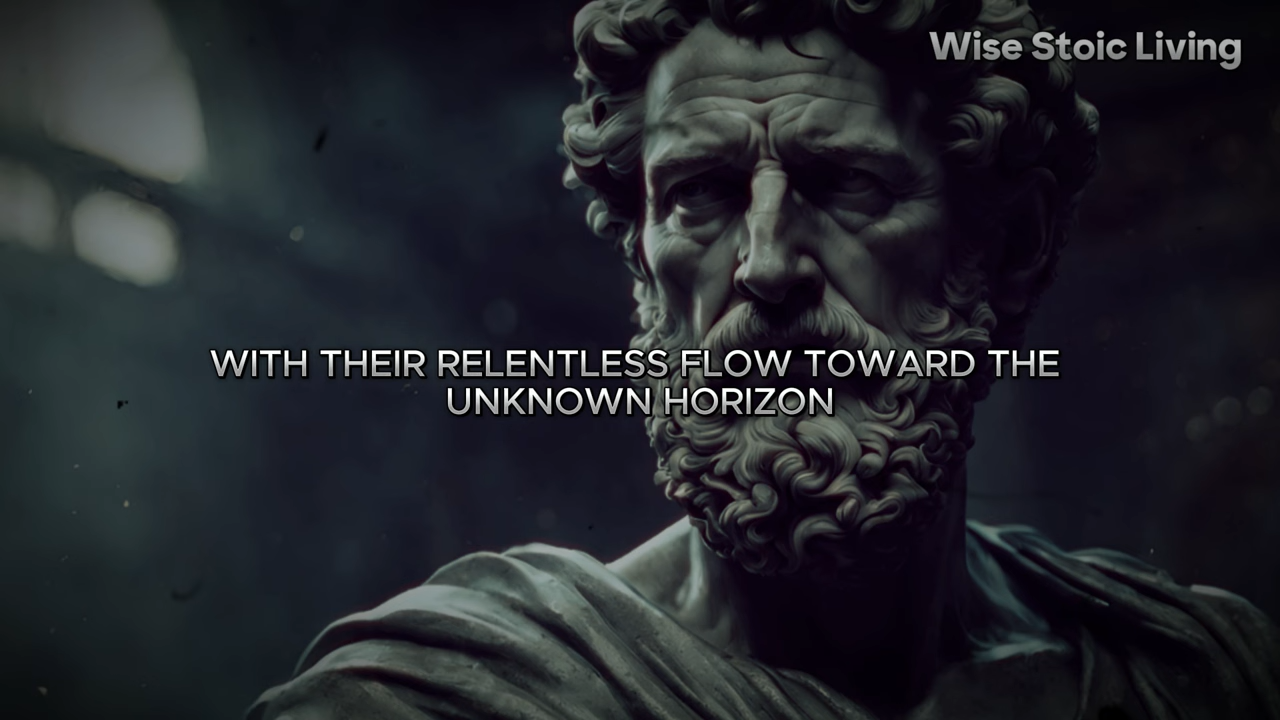 Wise Stoic Living
WITH THEIR RELENTLESS FLOW TOWARD THE
UNKNOWN HORIZON